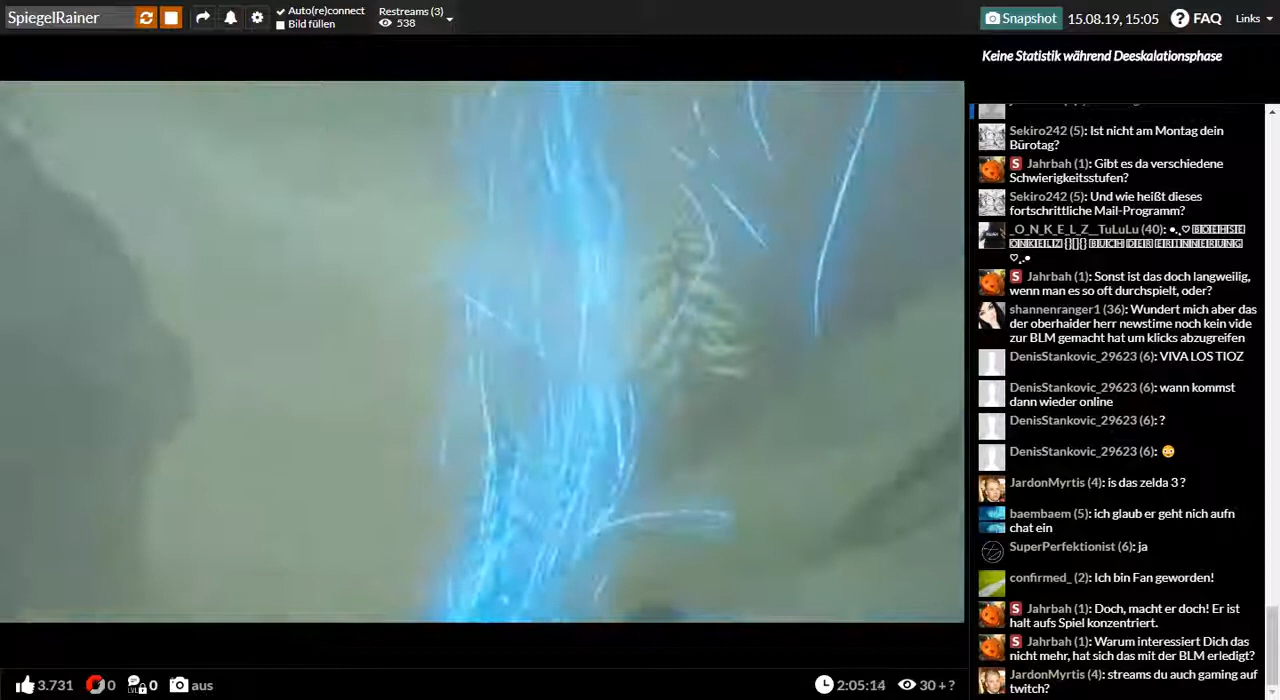 SpiegelRainer
Auto(re)connect
Bild füllen
Restreams (3)
538
Snapshot
15.08.19, 15:05
FAQ
Links
Keine Statistik während Deeskalationsphase
Sekiro242 (5): Ist nicht am Montag dein
Bürotag?
S Jahrbah (1): Gibt es da verschiedene
Schwierigkeitsstufen?
Sekiro242 (5): Und wie heißt dieses
fortschrittliche Mail-Programm?
_O_N_K_E_L_Z__TuLuLu (40): •.¸♡ 🄱🄾🄴🄷🅂🄴
🄾🄽🄺🄴🄻🅉 {}[]{} 🄱🅄🄲🄷 🄳🄴🅁 🄴🅁🄸🄽🄽🄴🅁🅄🄽🄶
♡¸.•
S Jahrbah (1): Sonst ist das doch langweilig,
wenn man es so oft durchspielt, oder?
shannenranger1 (36): Wundert mich aber das
der oberhaider herr newstime noch kein vide
zur BLM gemacht hat um klicks abzugreifen
DenisStankovic_29623 (6): VIVA LOS TIOZ
DenisStankovic_29623 (6): wann kommst
dann wieder online
DenisStankovic_29623 (6): ?
DenisStankovic_29623 (6): 😳
JardonMyrtis (4): is das zelda 3 ?
baembaem (5): ich glaub er geht nich aufn
chat ein
SuperPerfektionist (6): ja
confirmed_ (2): Ich bin Fan geworden!
S Jahrbah (1): Doch, macht er doch! Er ist
halt aufs Spiel konzentriert.
S Jahrbah (1): Warum interessiert Dich das
nicht mehr, hat sich das mit der BLM erledigt?
JardonMyrtis (4): streams du auch gaming auf
twitch?
3.731
0
LVL
0
aus
2:05:14
30 + ?